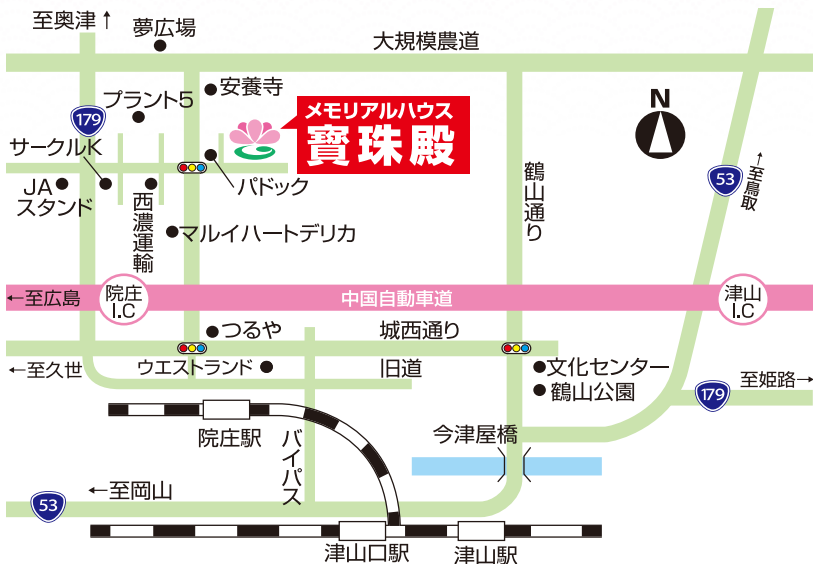 至奥津↑
夢広場
大規模農道
安養寺
プラント5
179
メモリアルハウス
寳珠殿
N
サークルK
パドック
JA
スタンド
西濃運輸
鶴山通り
53
→至鳥取
マルイハートデリカ
←至広島
院庄
I.C
中国自動車道
津山
I.C
つるや
城西通り
←至久世
ウエストランド
旧道
文化センター
鶴山公園
至姫路→
179
院庄駅
バイパス
今津屋橋
←至岡山
53
津山口駅
津山駅